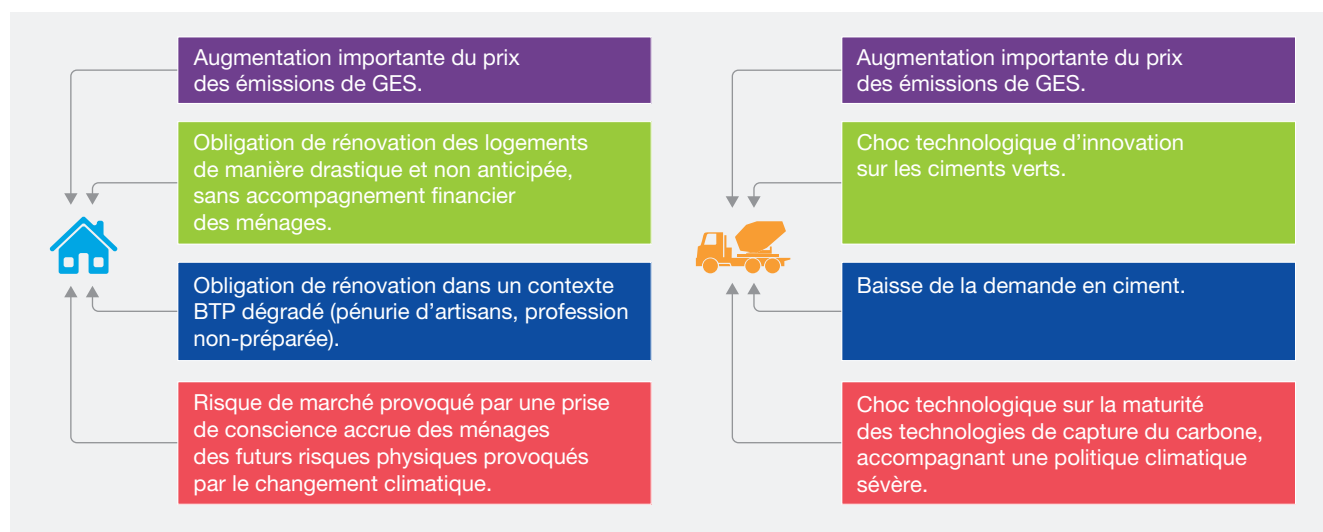 Augmentation importante du prix
des émissions de GES.
Obligation de rénovation des logements
de manière drastique et non anticipée,
sans accompagnement financier
des ménages.
Obligation de rénovation dans un contexte
BTP dégradé (pénurie d’artisans, profession
non-préparée).
Risque de marché provoqué par une prise
de conscience accrue des ménages
des futurs risques physiques provoqués
par le changement climatique.
Augmentation importante du prix
des émissions de GES.
Choc technologique d’innovation
sur les ciments verts.
Baisse de la demande en ciment.
Choc technologique sur la maturité
des technologies de capture du carbone,
accompagnant une politique climatique
sévère.